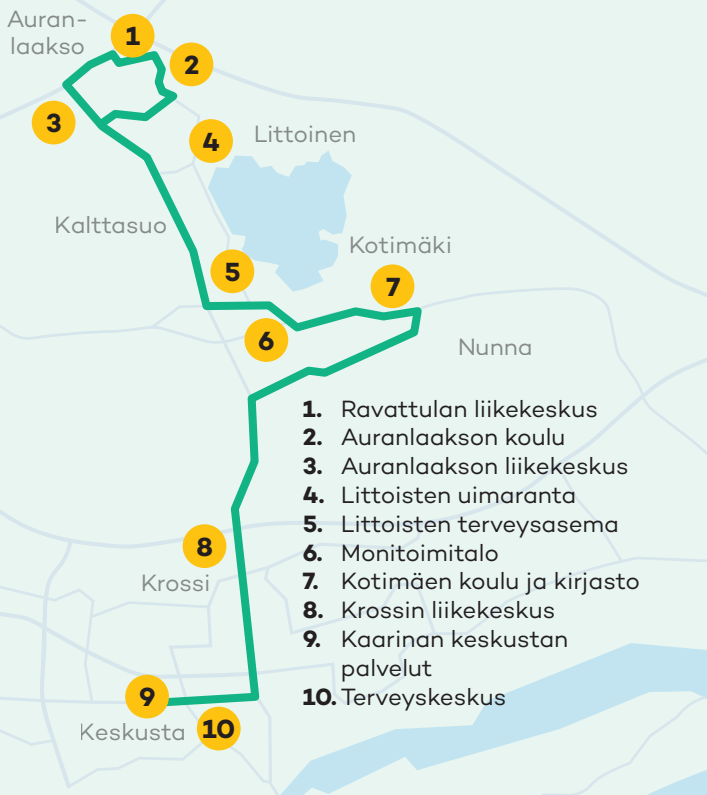 Auran-
laakso
1
2
3
4
Littoinen
Kalttasuo
Kotimäki
5
7
6
Nunna
1. Ravattulan liikekeskus
2. Auranlaakson koulu
3. Auranlaakson liikekeskus
4. Littoisten uimaranta
5. Littoisten terveysasema
6. Monitoimitalo
7. Kotimäen koulu ja kirjasto
8. Krossin liikekeskus
9. Kaarinan keskustan
palvelut
10. Terveyskeskus
8
Krossi
9
Keskusta
10